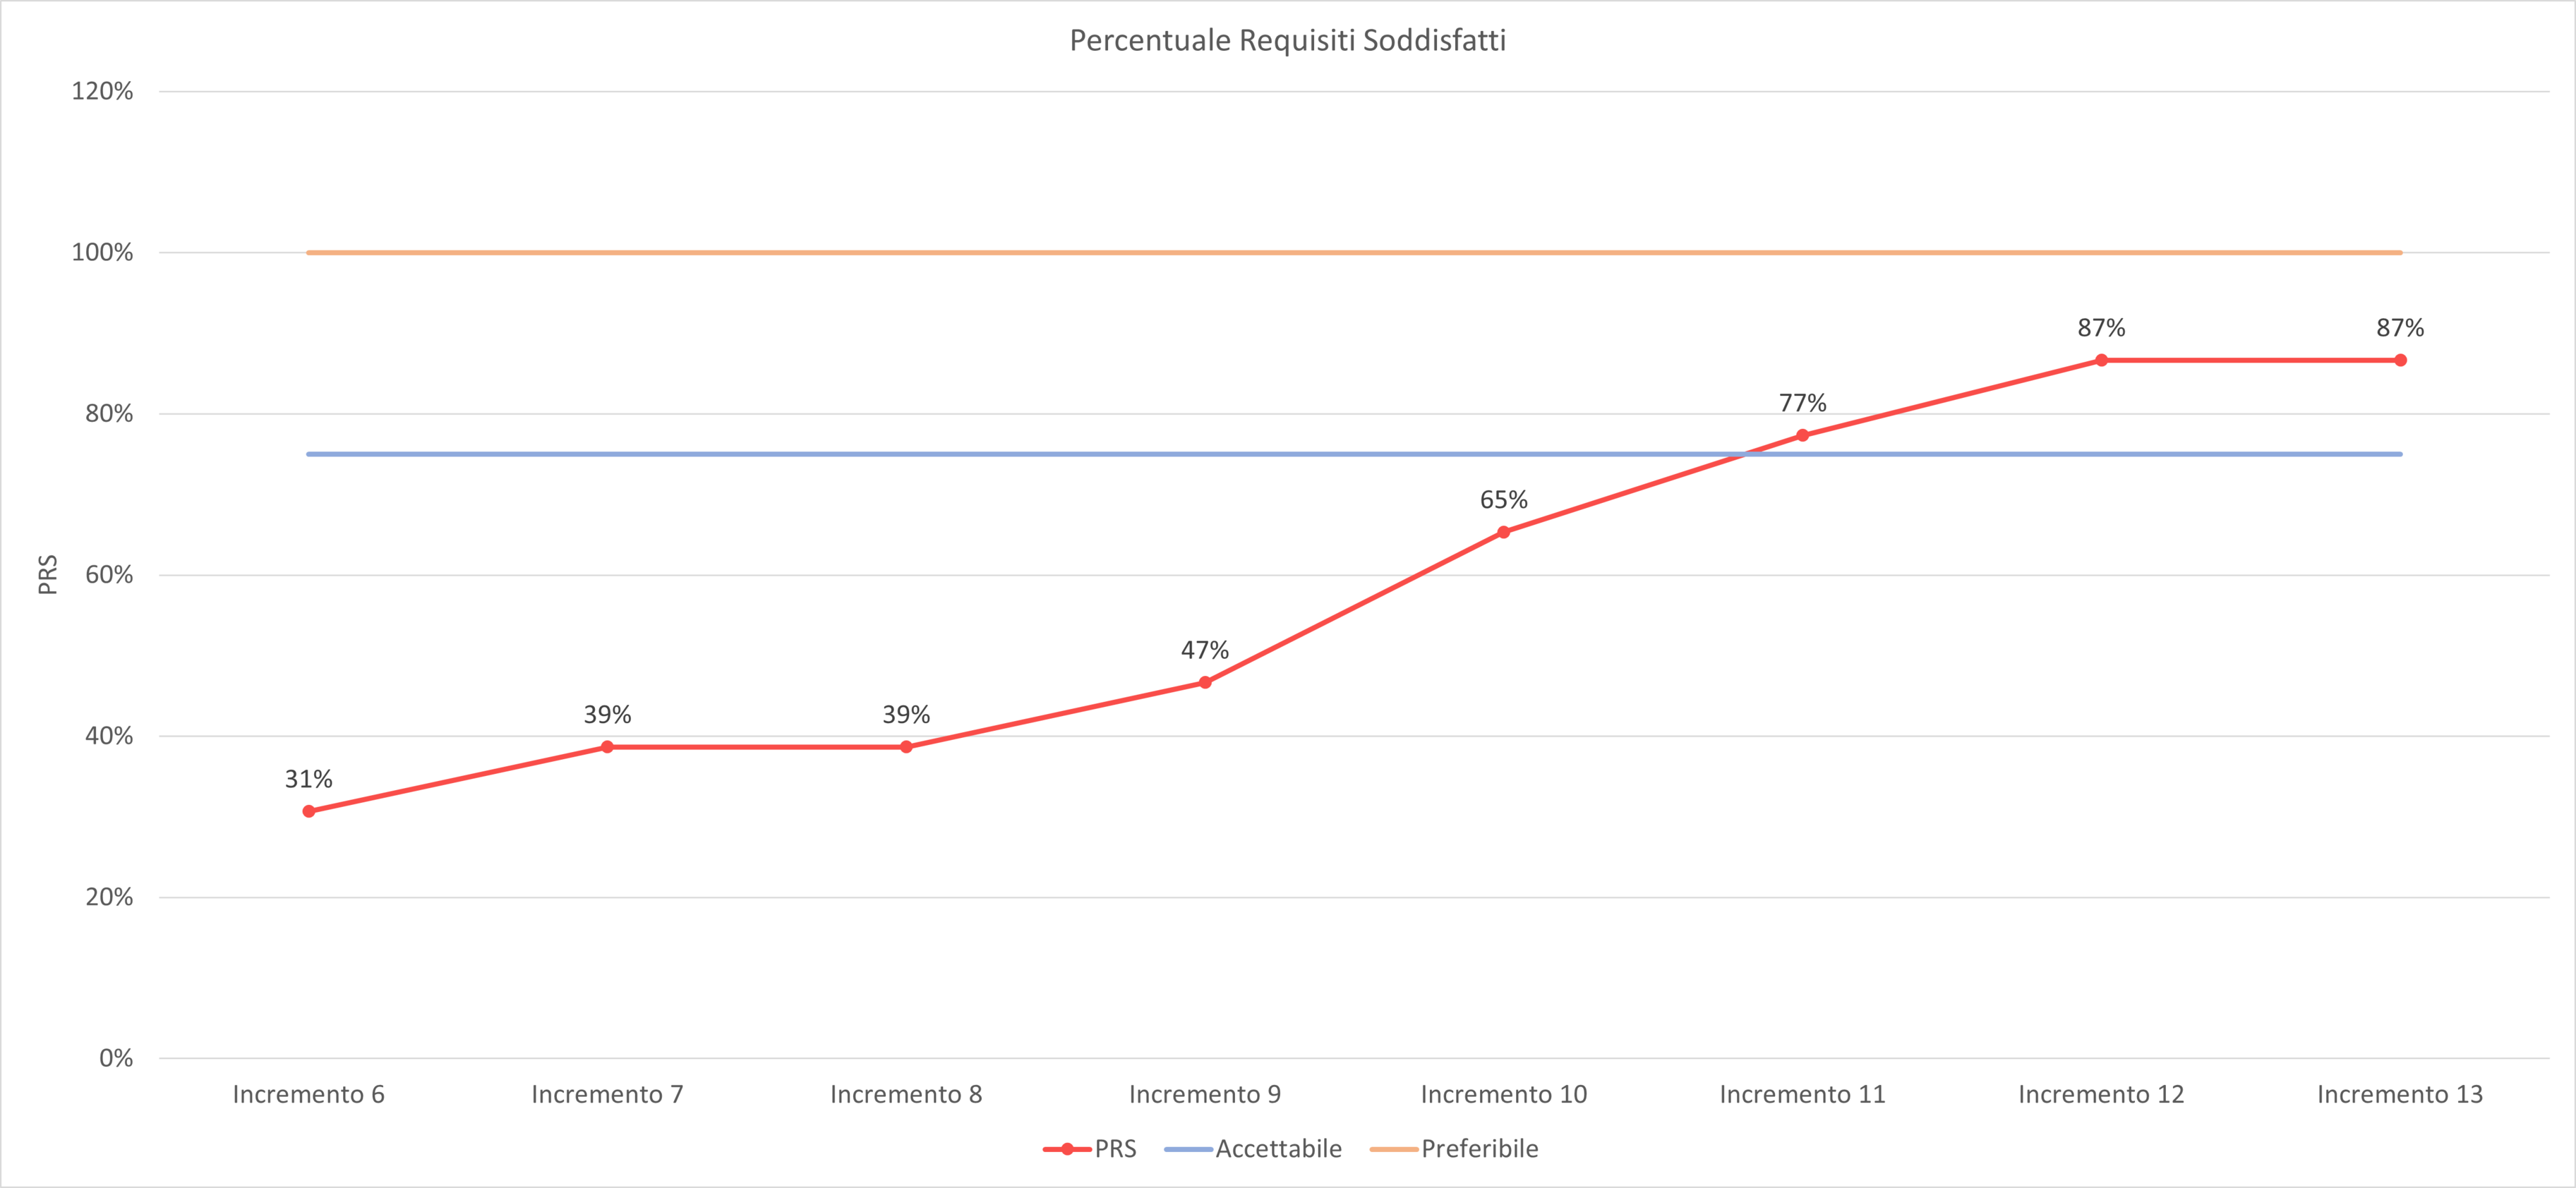 Percentuale Requisiti Soddisfatti
120%
100%
80%
60%
40%
20%
0%
PRS
31%
39%
39%
47%
65%
77%
87%
87%
Incremento 6
Incremento 7
Incremento 8
Incremento 9
Incremento 10
Incremento 11
Incremento 12
Incremento 13
PRS
Accettabile
Preferibile